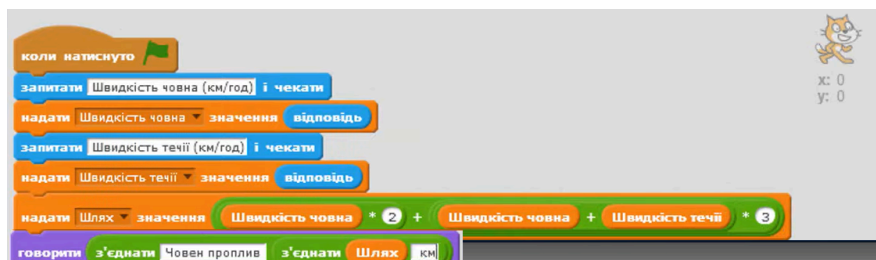 коли натиснуто
запитати Швидкість човна (км/год) і чекати
надати Швидкість човна значення відповідь
запитати Швидкість течії (км/год) і чекати
надати Швидкість течії значення відповідь
надати Шлях значення Швидкість човна * 2 + Швидкість човна + Швидкість течії * 3
говорити з'єднати Човен проплив з'єднати Шлях км
x: 0
y: 0